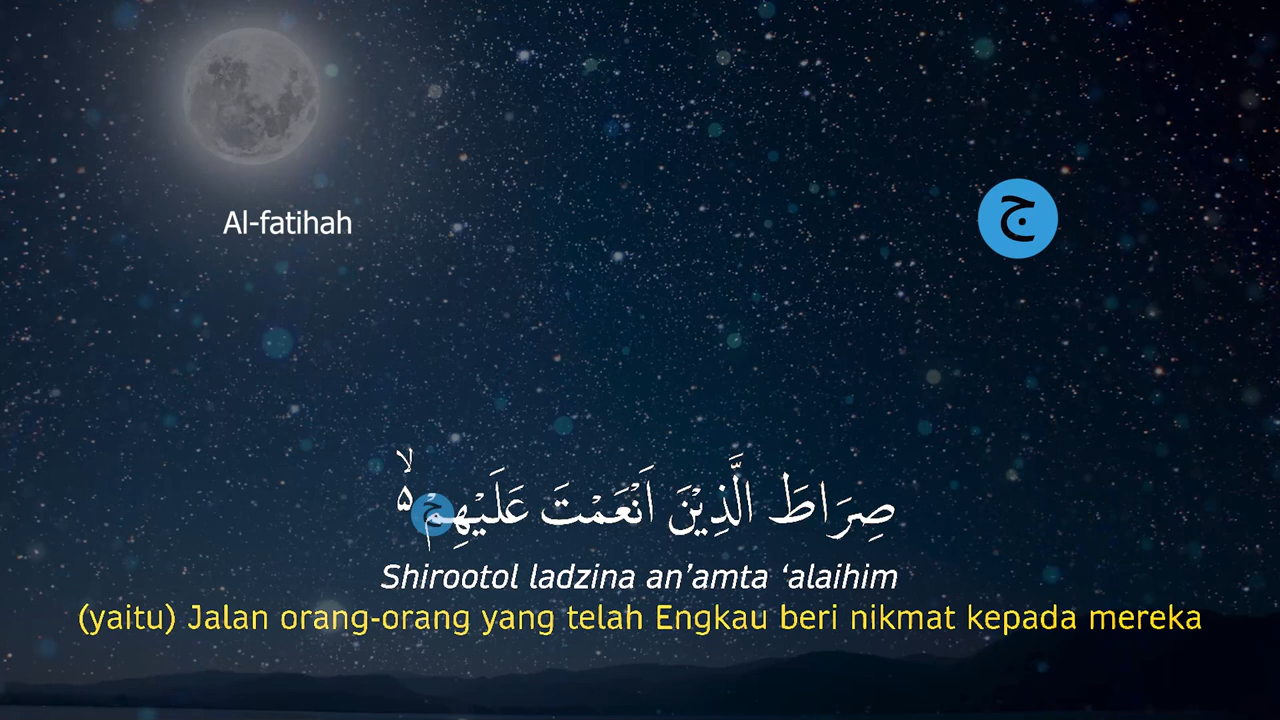 Al-fatihah
ج
صِرَاطَ الَّذِيْنَ اَنْعَمْتَ عَلَيْهِمْ ۙ۵
ح
Shirootol ladzina an’amta ‘alaihim
(yaitu) Jalan orang-orang yang telah Engkau beri nikmat kepada mereka